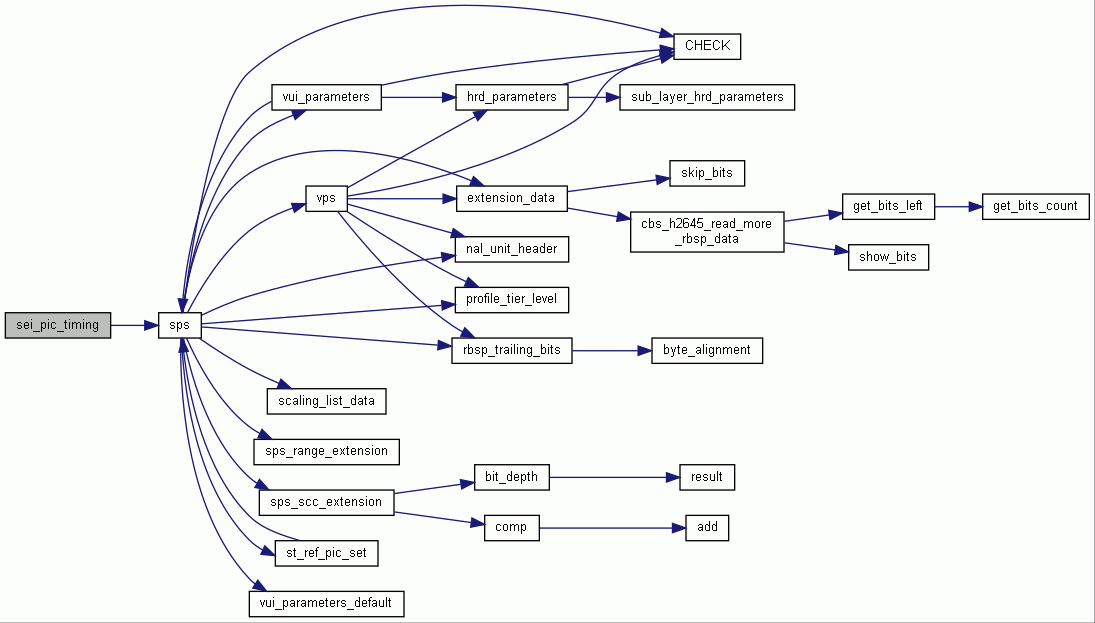 CHECK
vui_parameters
hrd_parameters
sub_layer_hrd_parameters
skip_bits
vps
extension_data
get_bits_left
get_bits_count
cbs_h2645_read_more
_rbsp_data
nal_unit_header
show_bits
profile_tier_level
sei_pic_timing
sps
rbsp_trailing_bits
byte_alignment
scaling_list_data
sps_range_extension
bit_depth
result
sps_scc_extension
comp
add
st_ref_pic_set
vui_parameters_default